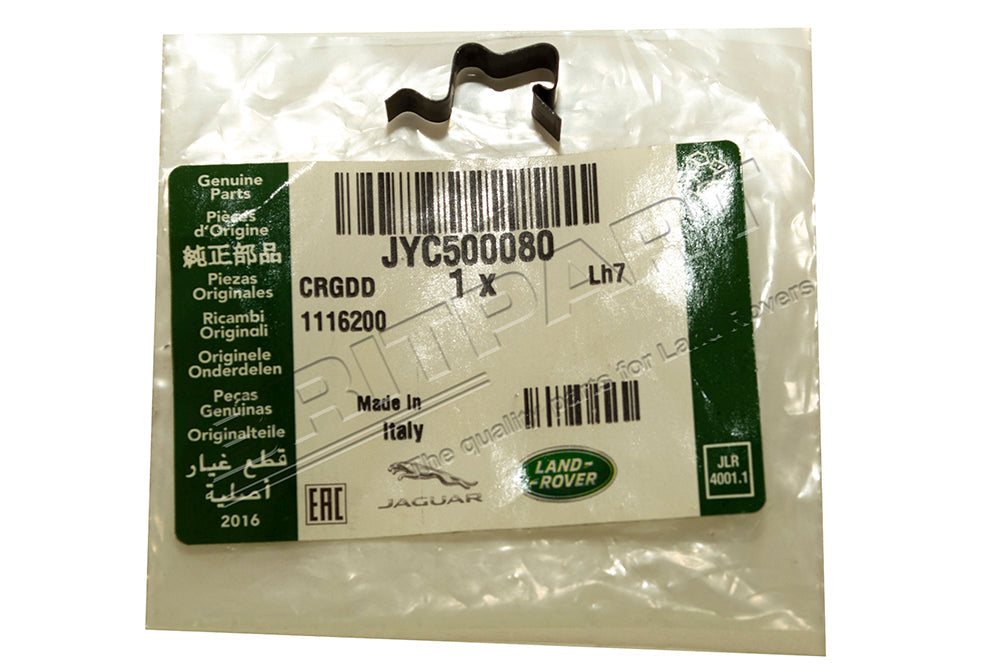 Genuine
Parts
Pièces
d'Origine
純正部品
Piezas
Originales
Ricambi
Originali
Originele
Onderdelen
Peças
Genuinas
Originalteile
قطع غيار
أصلية
2016
JYC500080
1 x
Lh7
CRGDD
1116200
Made In
Italy
EAC
JAGUAR
LAND-
-ROVER
JLR
4001.1
BRITPART
The quality parts for Land Rovers